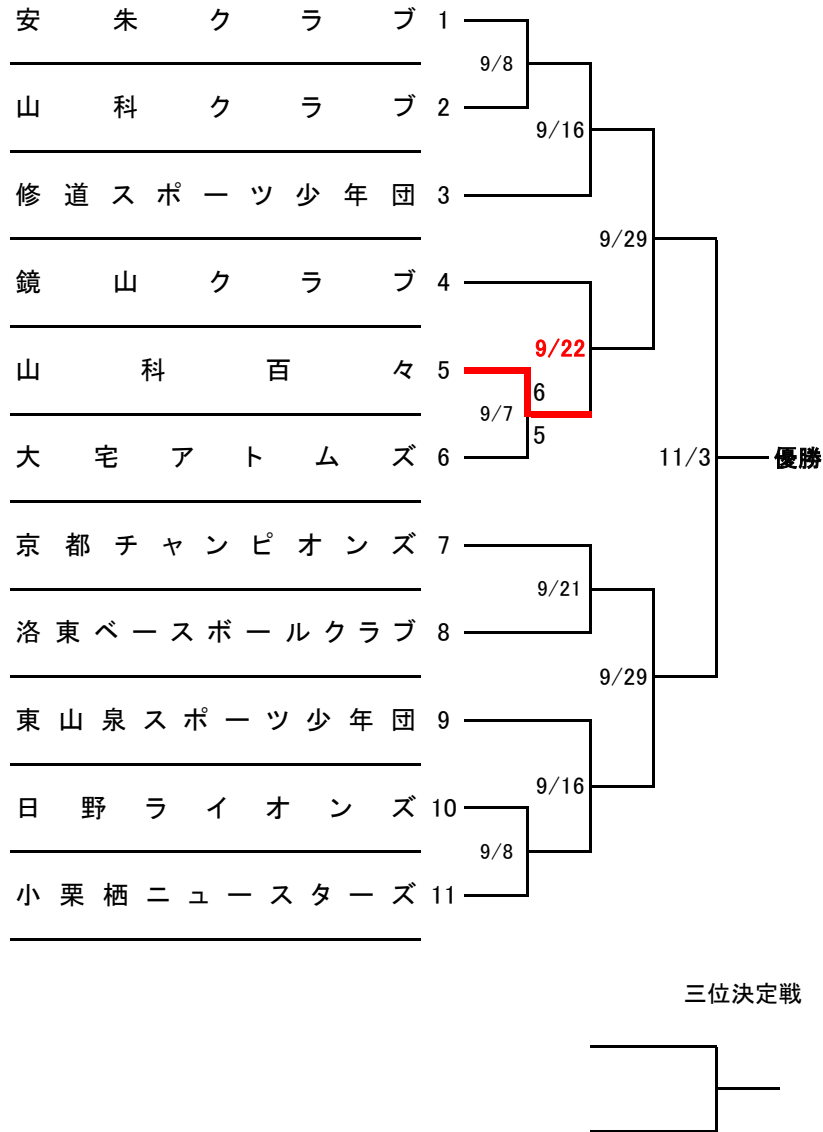 安朱クラブ 1
9/8
山科クラブ 2
9/16
修道スポーツ少年団 3
9/29
鏡山クラブ 4
9/22
山科百々 5
6
9/7
5
大宅アトムズ 6
11/3 優勝
京都チャンピオンズ 7
9/21
洛東ベースボールクラブ 8
9/29
東山泉スポーツ少年団 9
9/16
日野ライオンズ 10
9/8
小栗栖ニュースターズ 11
三位決定戦